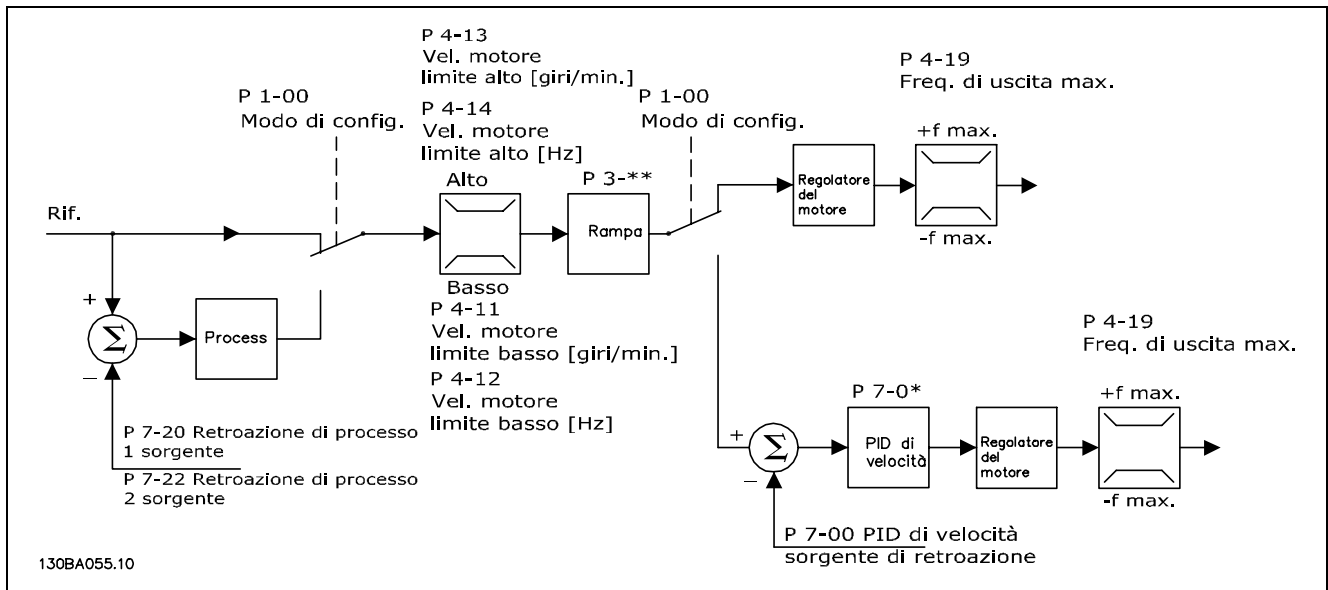 P 4-13
Vel. motore
limite alto [giri/min.]
P 4-19
Freq. di uscita max.
P 1-00
Modo di config.
P 4-14
Vel. motore
limite alto [Hz]
P 1-00
Modo di config.
+f max.
Alto
P 3-**
Regolatore
del
motore
Rif.
Rampa
-f max.
Basso
+
Σ
Process
P 4-11
Vel. motore
limite basso [giri/min.]
P 4-19
Freq. di uscita max.
−
P 4-12
Vel. motore
limite basso [Hz]
P 7-0*
+f max.
P 7-20 Retroazione di processo
1 sorgente
+
Σ
PID di
velocità
Regolatore
del
motore
P 7-22 Retroazione di processo
2 sorgente
−
-f max.
P 7-00 PID di velocità
sorgente di retroazione
130BA055.10